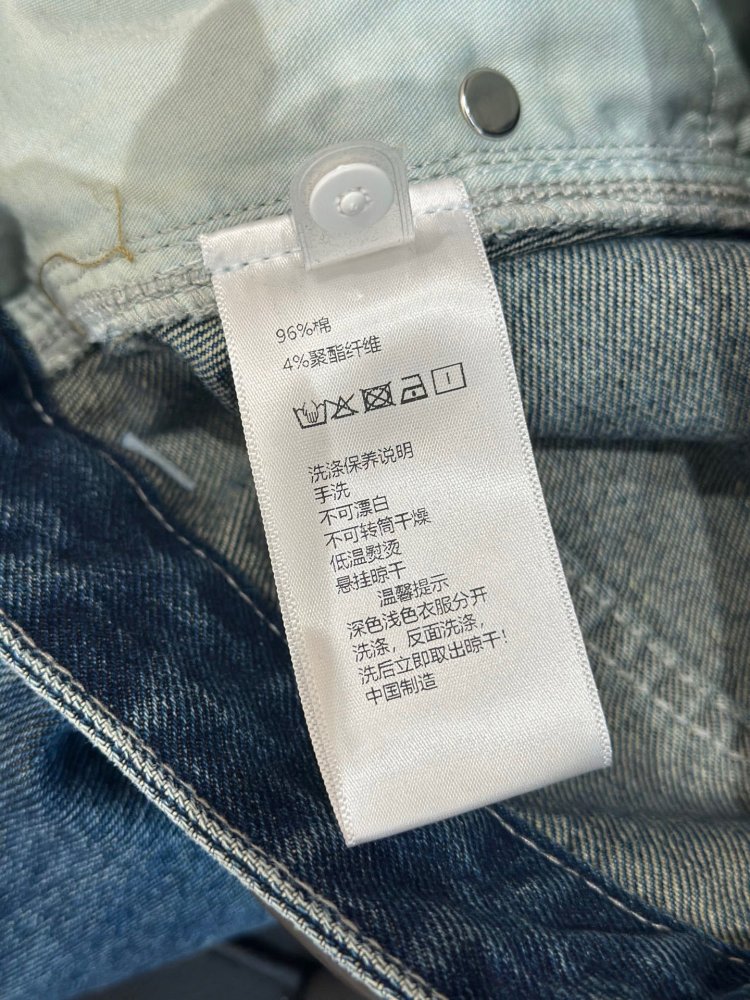 96%棉
4%聚酯纤维
洗涤保养说明
手洗
不可漂白
不可转筒干燥
低温熨烫
悬挂晾干
温馨提示
深色浅色衣服分开
洗涤，反面洗涤，
洗后立即取出晾干！
中国制造